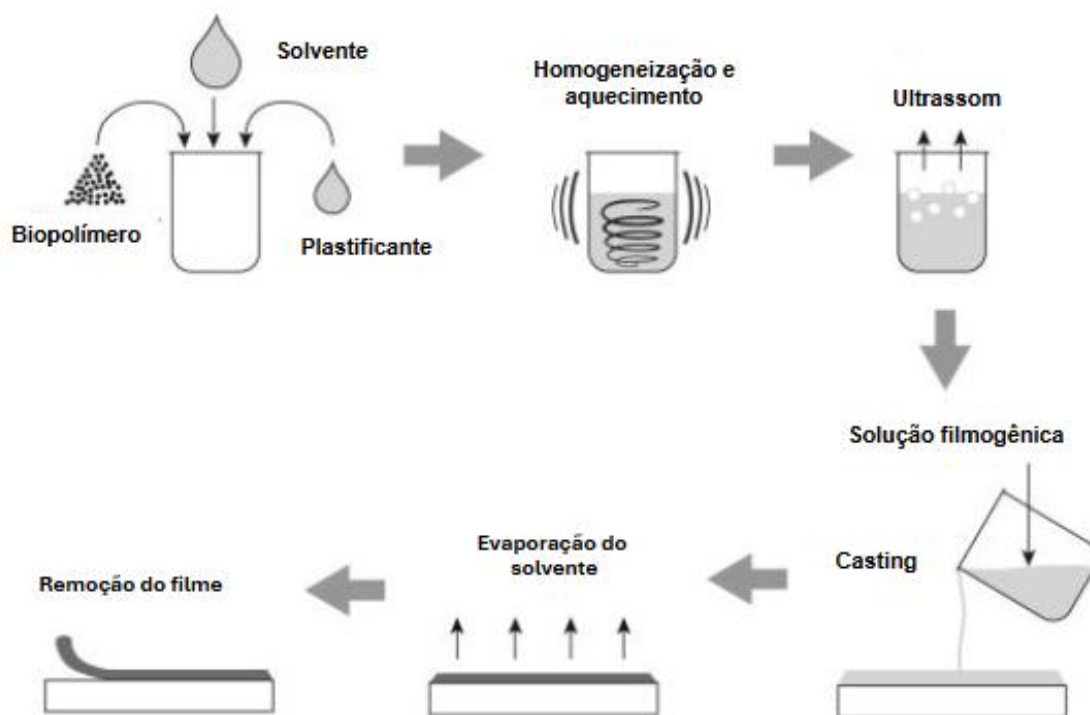 Solvente
Biopolímero
Plastificante
Homogeneização e
aquecimento
Ultrassom
Solução filmogênica
Casting
Evaporação do
solvente
Remoção do filme